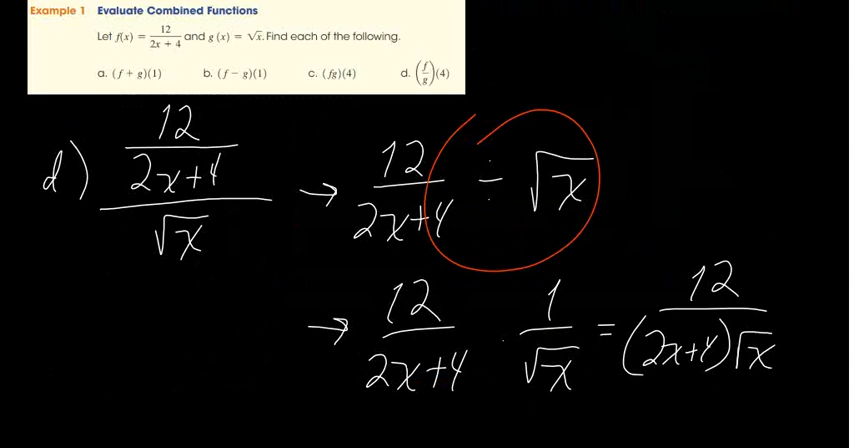 Example 1 Evaluate Combined Functions
Let f(x) = 12/(2x + 4) and g (x) = √x. Find each of the following.
a. (f + g)(1) b. (f − g)(1) c. (fg)(4) d. (f/g)(4)
d) (12/(2x+4))/√x → 12/(2x+4) ÷ √x
→ 12/(2x+4) · 1/√x = 12/((2x+4)√x)